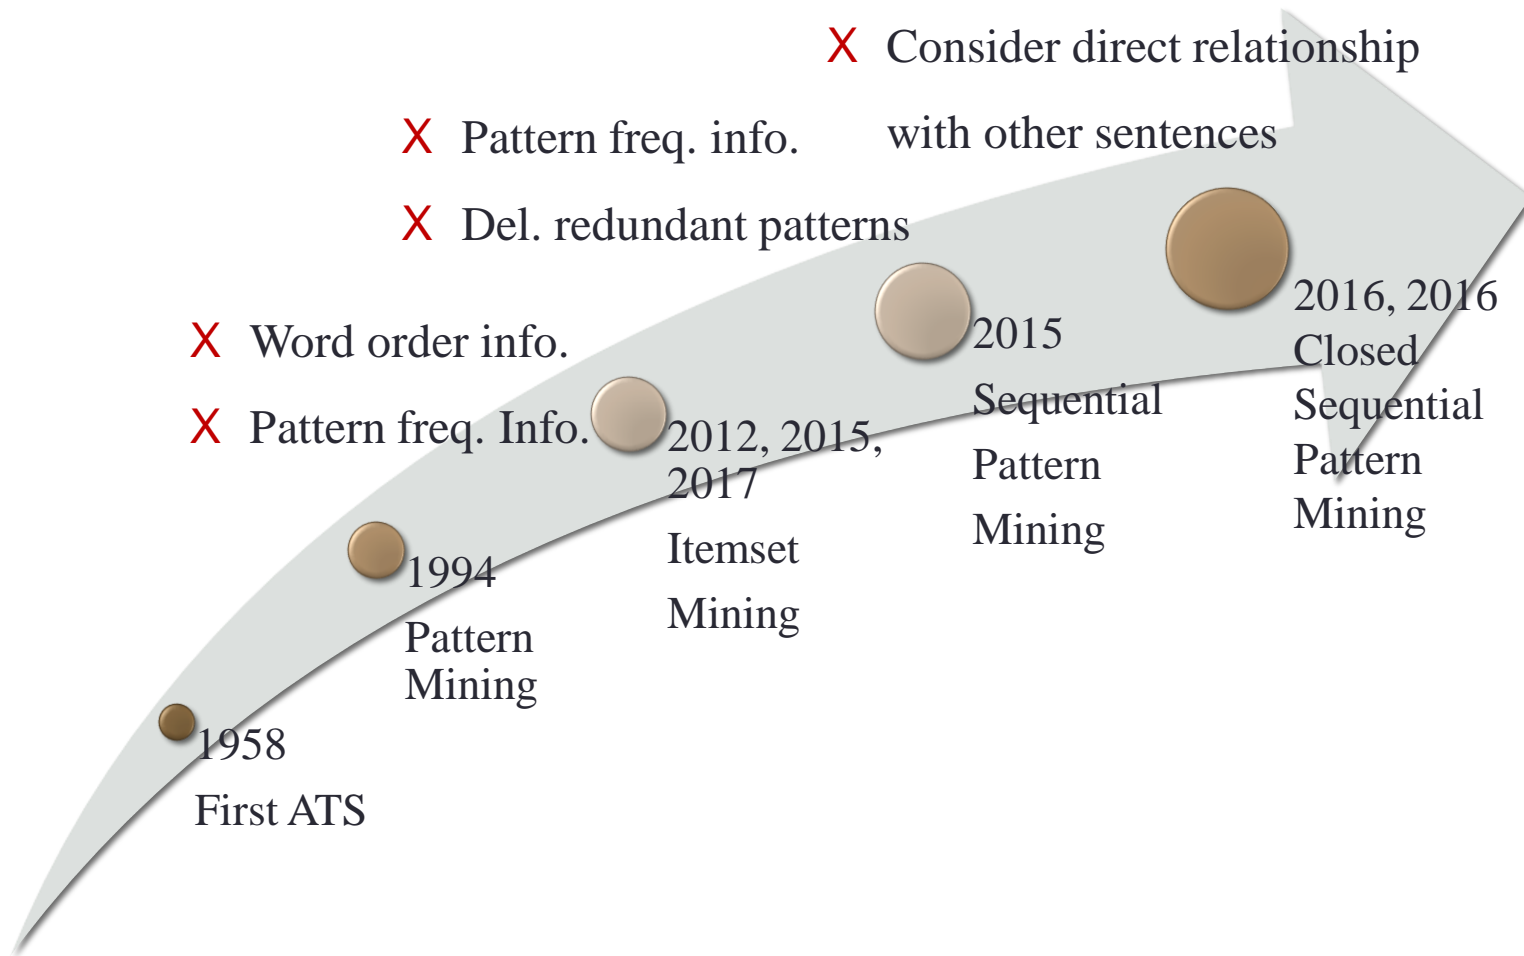 X Consider direct relationship
with other sentences
X Pattern freq. info.
X Del. redundant patterns
X Word order info.
X Pattern freq. Info.
1958
First ATS
1994
Pattern
Mining
2012, 2015,
2017
Itemset
Mining
2015
Sequential
Pattern
Mining
2016, 2016
Closed
Sequential
Pattern
Mining